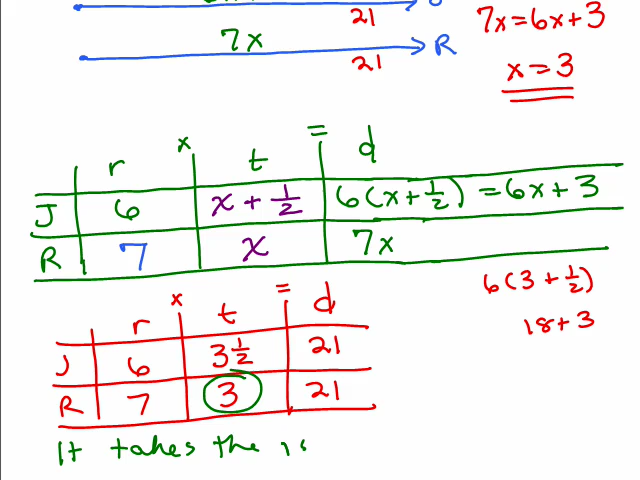 21
7x=6x+3
7x
21
R
x=3
r x t = d
J 6 x+1/2 6(x+1/2)=6x+3
R 7 x 7x
6(3+1/2)
18+3
r x t = d
J 6 3 1/2 21
R 7 3 21
It takes the